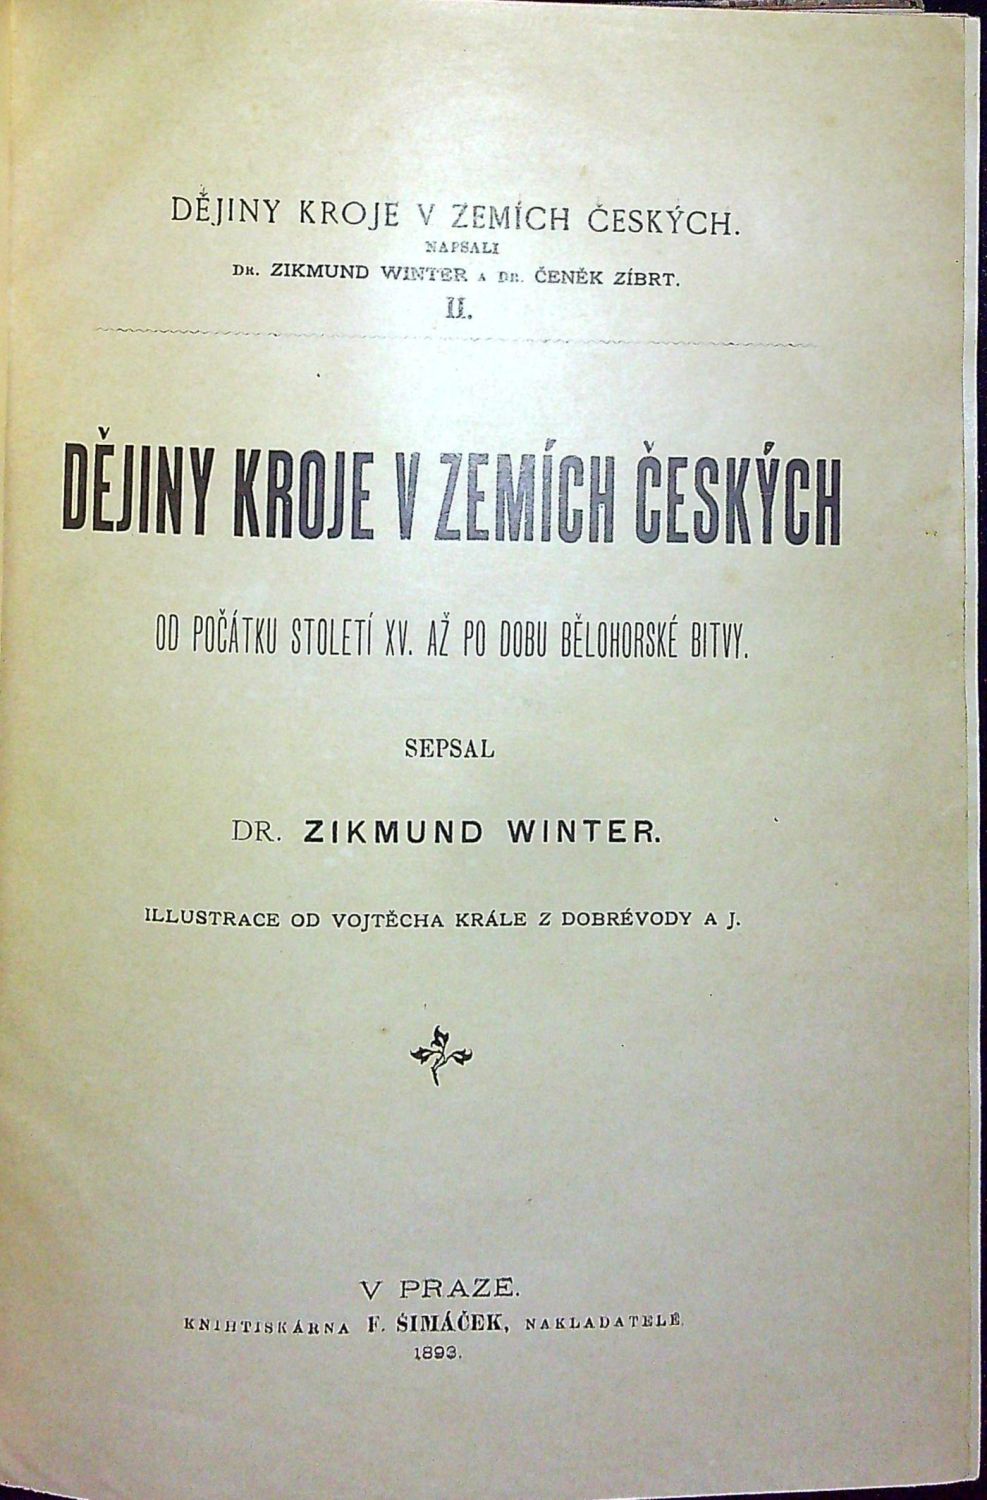 DĚJINY KROJE V ZEMÍCH ČESKÝCH.
NAPSALI
DR. ZIKMUND WINTER A DR. ČENĚK ZÍBRT.
II.
DĚJINY KROJE V ZEMÍCH ČESKÝCH
OD POČÁTKU STOLETÍ XV. AŽ PO DOBU BĚLOHORSKÉ BITVY.
SEPSAL
DR. ZIKMUND WINTER.
ILLUSTRACE OD VOJTĚCHA KRÁLE Z DOBRÉVODY A J.
V PRAZE.
KNIHTISKÁRNA F. ŠIMÁČEK, NAKLADATELÉ.
1893.